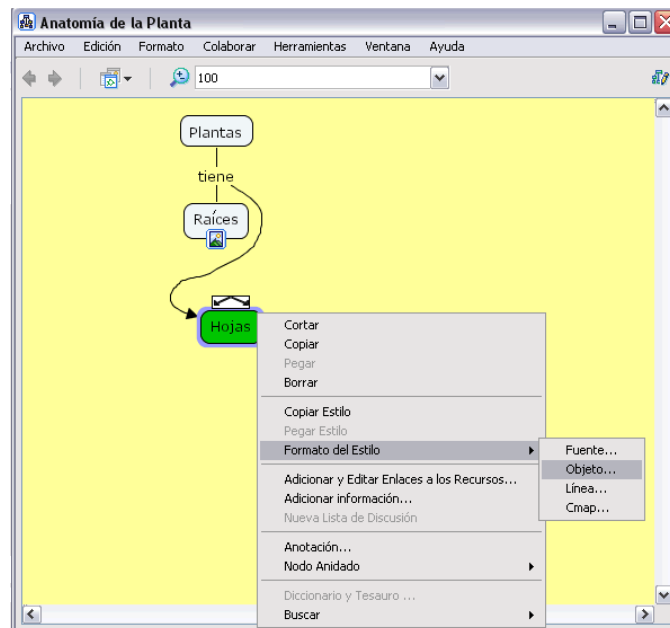 Anatomía de la Planta
Archivo Edición Formato Colaborar Herramientas Ventana Ayuda
100
Plantas
tiene
Raíces
Hojas
Cortar
Copiar
Pegar
Borrar
Copiar Estilo
Pegar Estilo
Formato del Estilo
Fuente...
Objeto...
Línea...
Cmap...
Adicionar y Editar Enlaces a los Recursos...
Adicionar información...
Nueva Lista de Discusión
Anotación...
Nodo Anidado
Diccionario y Tesauro ...
Buscar